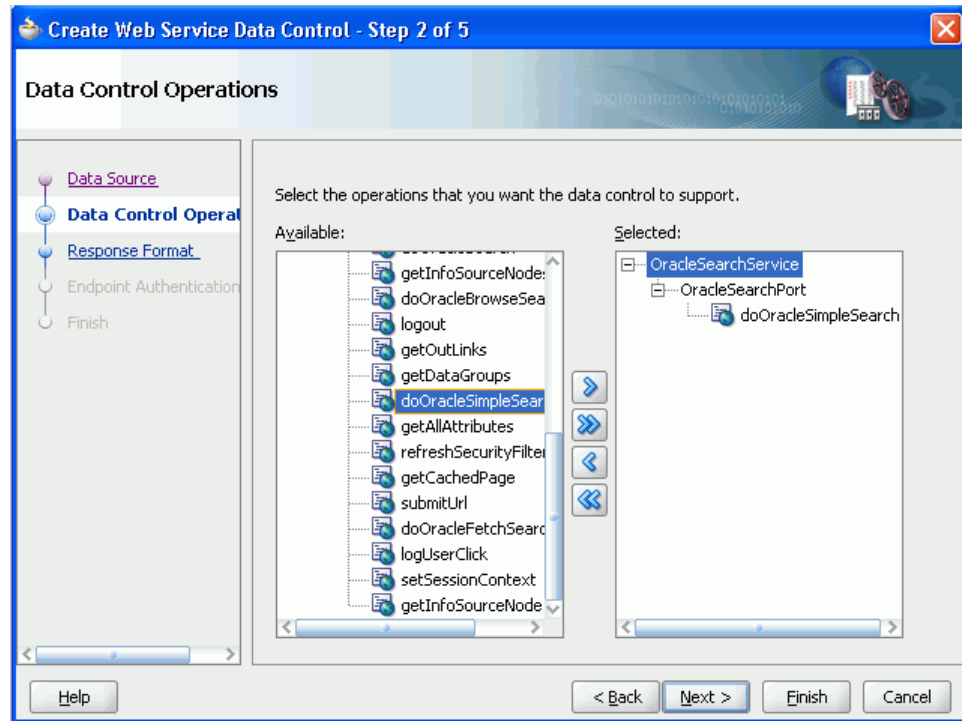 Create Web Service Data Control - Step 2 of 5
Data Control Operations
Data Source
Data Control Operat
Response Format
Endpoint Authentication
Finish
Select the operations that you want the data control to support.
Available:
getInfoSourceNodes
doOracleBrowseSea
logout
getOutLinks
getDataGroups
doOracleSimpleSear
getAllAttributes
refreshSecurityFilter
getCachedPage
submitUrl
doOracleFetchSearc
logUserClick
setSessionContext
getInfoSourceNode
Selected:
OracleSearchService
OracleSearchPort
doOracleSimpleSearch
Help
< Back
Next >
Finish
Cancel